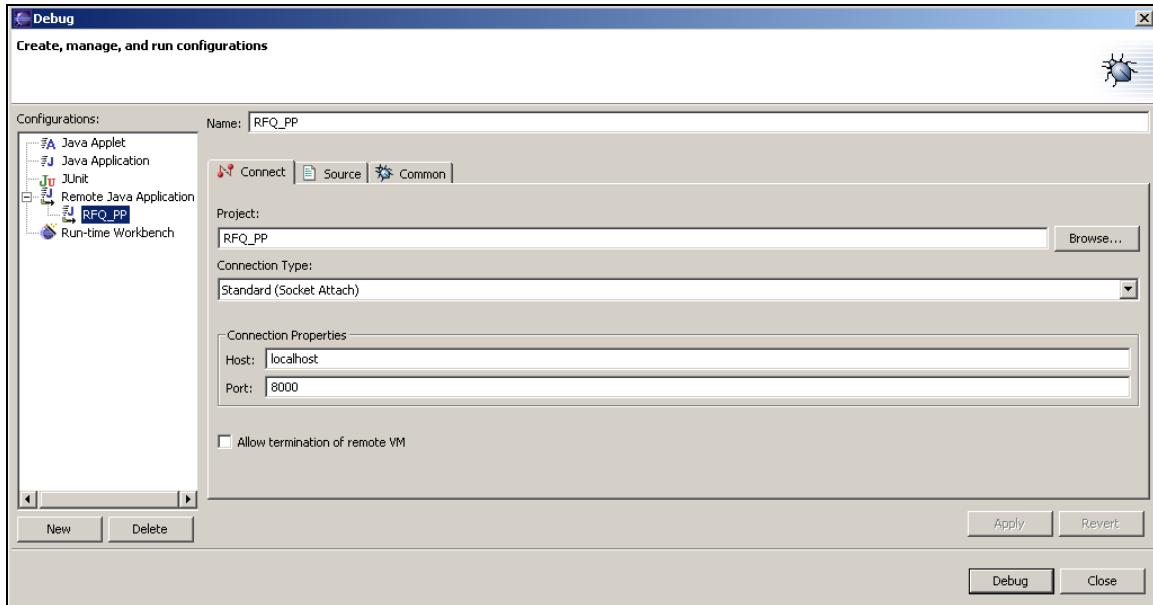 Debug
Create, manage, and run configurations
Configurations:
Java Applet
Java Application
JUnit
Remote Java Application
RFQ_PP
Run-time Workbench
New
Delete
Name:
RFQ_PP
Connect
Source
Common
Project:
RFQ_PP
Browse...
Connection Type:
Standard (Socket Attach)
Connection Properties
Host:
localhost
Port:
8000
Allow termination of remote VM
Apply
Revert
Debug
Close